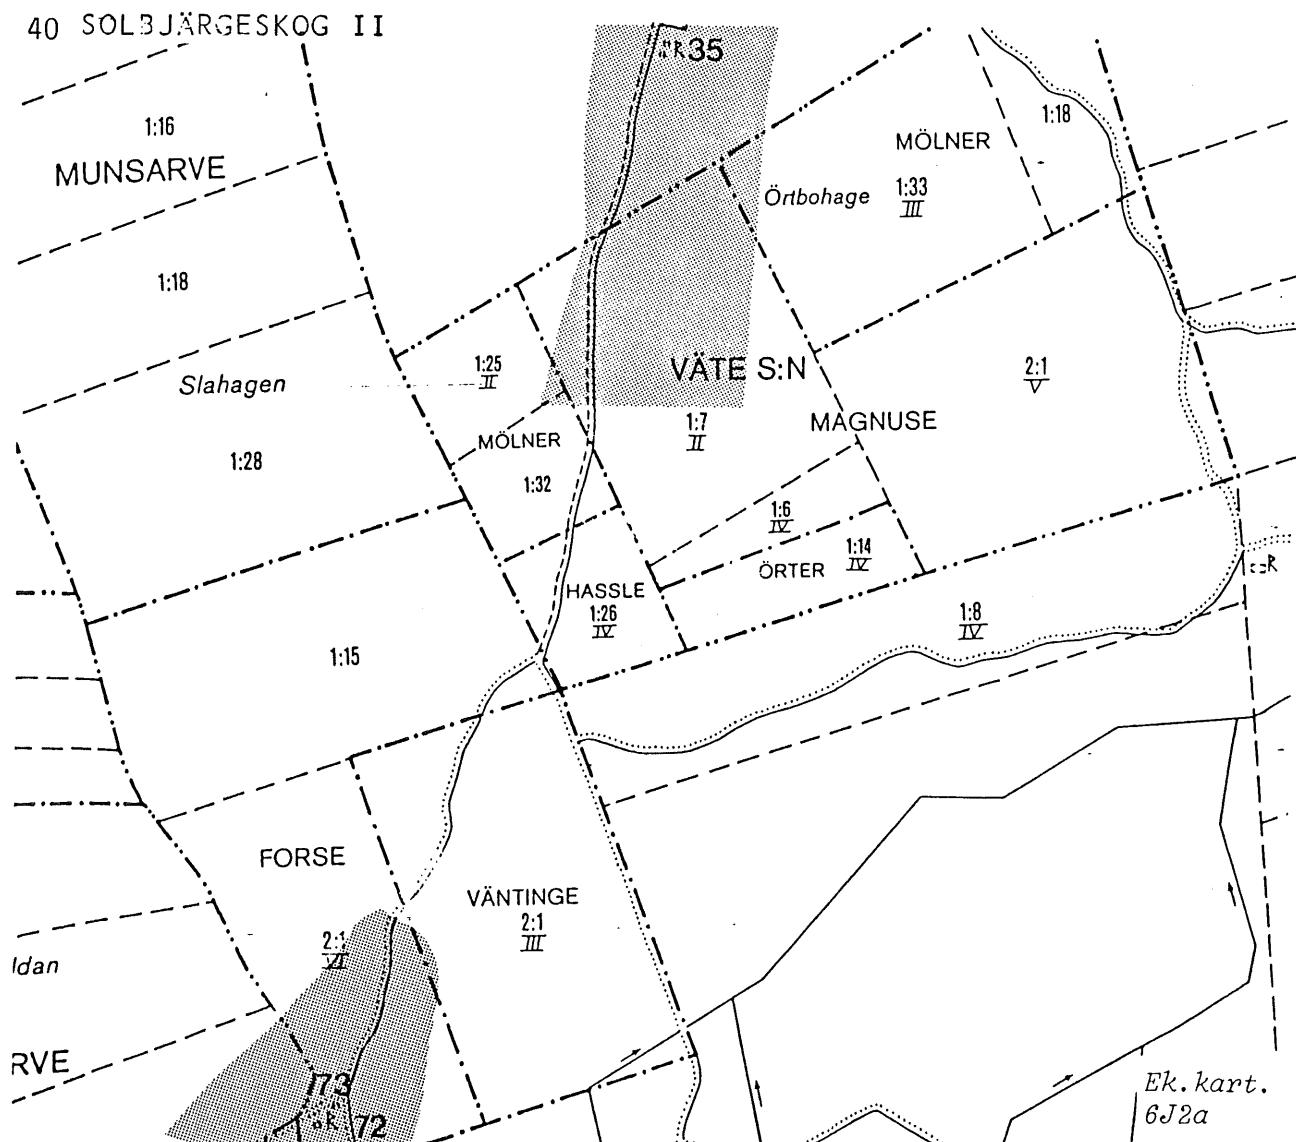 40 SOLBJÄRGESKOG II
R35
1:16
MUNSARVE
1:18
MÖLNER
1:18
Örtbohage
1:33
III
1:18
Slahagen
1:25
II
VÄTE S:N
2:1
V
1:28
MÖLNER
1:32
1:7
II
MAGNUSE
1:6
IV
ÖRTER
1:14
IV
HASSLE
1:26
IV
R
1:8
IV
1:15
FORSE
VÄNTINGE
2:1
III
2:1
VI
ldan
RVE
73
R
72
Ek.kart.
6J2a